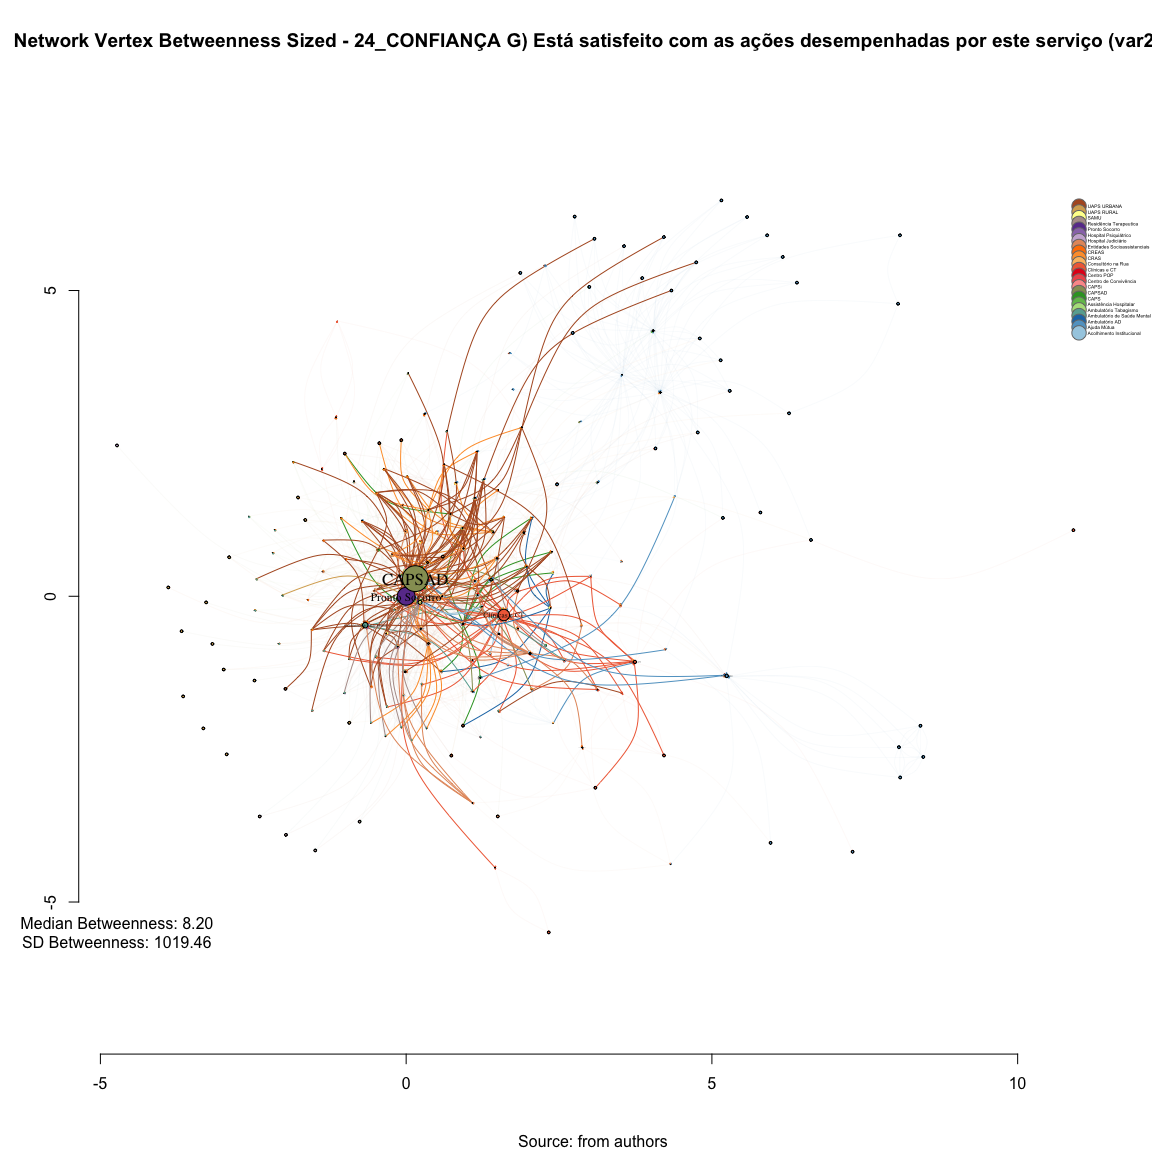 Network Vertex Betweenness Sized - 24_CONFIANÇA G) Está satisfeito com as ações desempenhadas por este serviço (var2
UAPS URBANA
UAPS RURAL
SAMU
Residência Terapeutica
Pronto Socorro
Hospital Psiquiátrico
Hospital Judiciário
Entidades Socioassistenciais
CREAS
CRAS
Consultório na Rua
Clínicas e CT
Centro POP
Centro de Convivência
CAPSi
CAPSAD
CAPS
Assistência Hospitalar
Ambulatório Tabagismo
Ambulatório de Saúde Mental
Ambulatório AD
Ajuda Mútua
Acolhimento Institucional
5
0
-5
CAPSAD
Pronto Socorro
Median Betweenness: 8.20
SD Betweenness: 1019.46
-5
0
5
10
Source: from authors